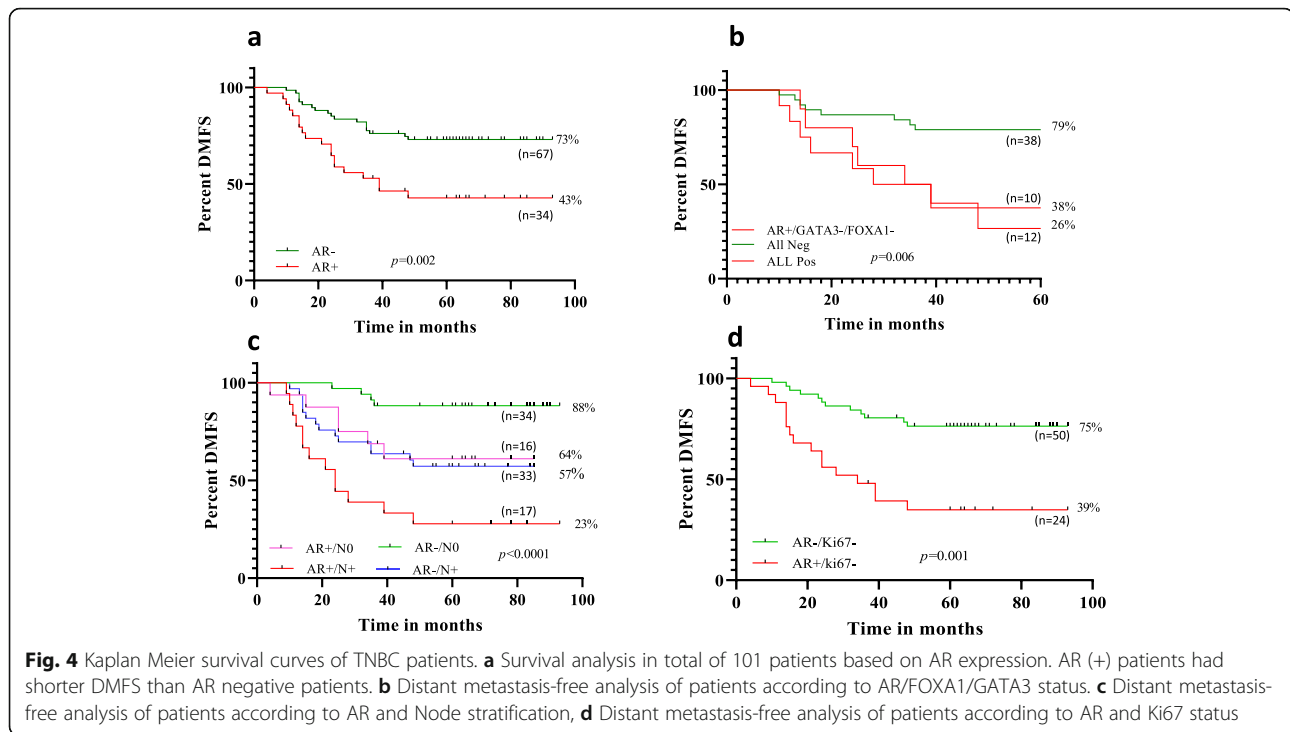 a
Percent DMFS
100
50
0
73%
(n=67)
43%
(n=34)
AR-
AR+
p=0.002
0 20 40 60 80 100
Time in months
b
Percent DMFS
100
50
0
79%
(n=38)
(n=10)
38%
26%
(n=12)
AR+/GATA3-/FOXA1-
All Neg
ALL Pos
p=0.006
0 20 40 60
Time in months
c
Percent DMFS
100
50
0
88%
(n=34)
(n=16)
64%
(n=33)
57%
(n=17)
23%
AR+/N0 AR-/N0
AR+/N+ AR-/N+
p<0.0001
0 20 40 60 80 100
Time in months
d
Percent DMFS
100
50
0
75%
(n=50)
39%
(n=24)
AR-/Ki67-
AR+/ki67-
p=0.001
0 20 40 60 80 100
Time in months
Fig. 4 Kaplan Meier survival curves of TNBC patients. a Survival analysis in total of 101 patients based on AR expression. AR (+) patients had
shorter DMFS than AR negative patients. b Distant metastasis-free analysis of patients according to AR/FOXA1/GATA3 status. c Distant metastasis-
free analysis of patients according to AR and Node stratification, d Distant metastasis-free analysis of patients according to AR and Ki67 status